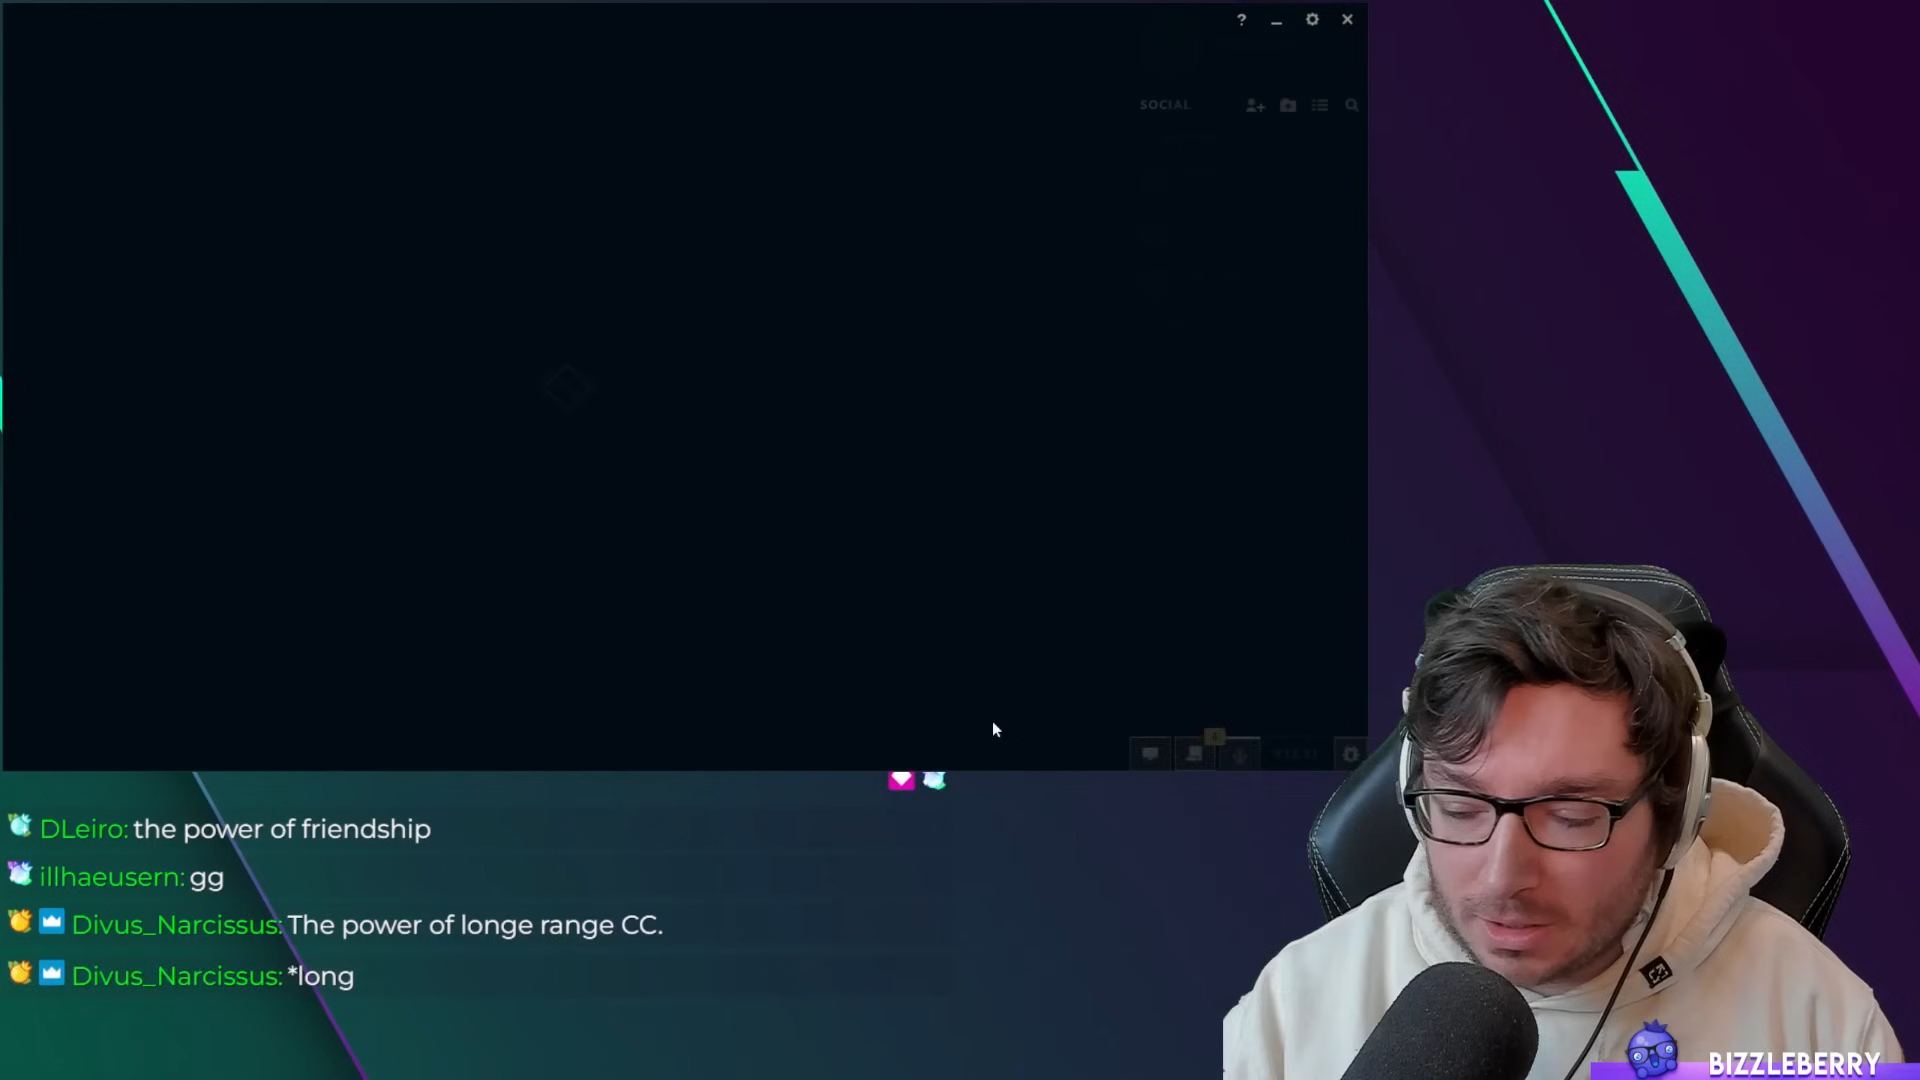 ?
SOCIAL
DLeiro: the power of friendship
illhaeusern: gg
Divus_Narcissus: The power of longe range CC.
Divus_Narcissus: *long
BIZZLEBERRY